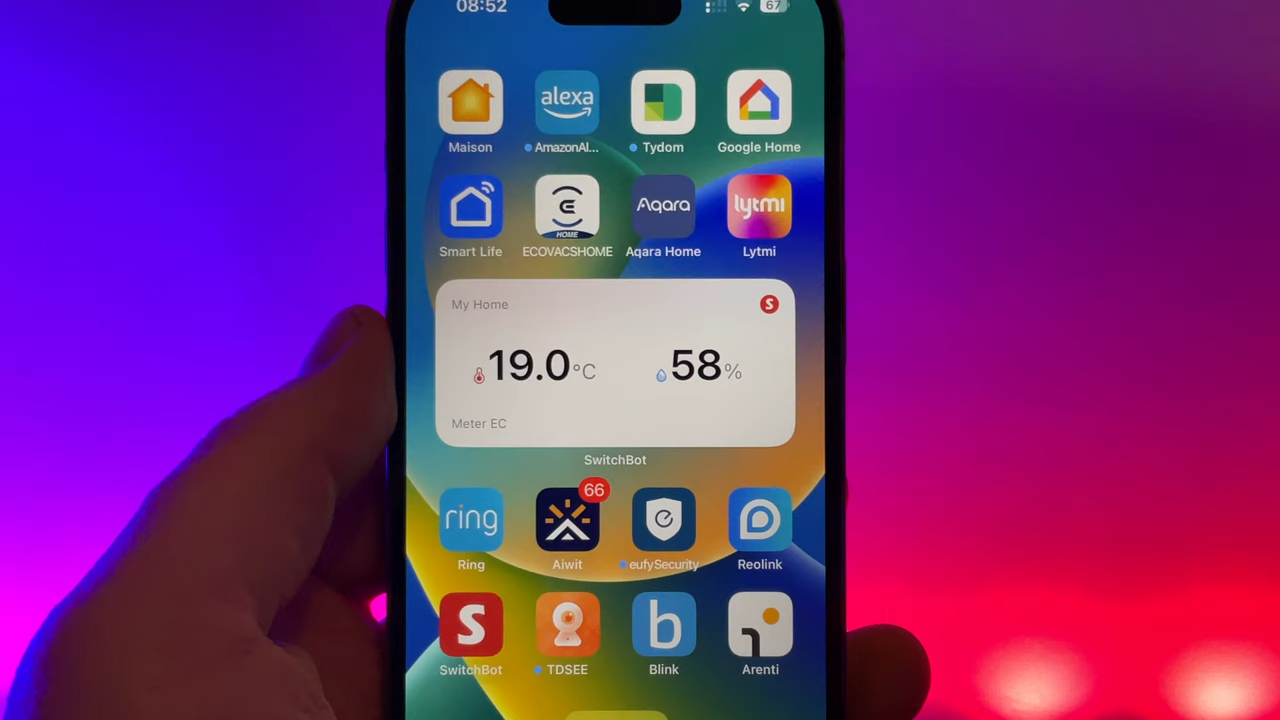 08:52 67
alexa
Maison AmazonAl... Tydom Google Home
HOME Aqara lytmi
Smart Life ECOVACSHOME Aqara Home Lytmi
My Home S
19.0°C 58%
Meter EC
SwitchBot
66
ring
Ring Aiwit eufySecurity Reolink
S b
SwitchBot TDSEE Blink Arenti